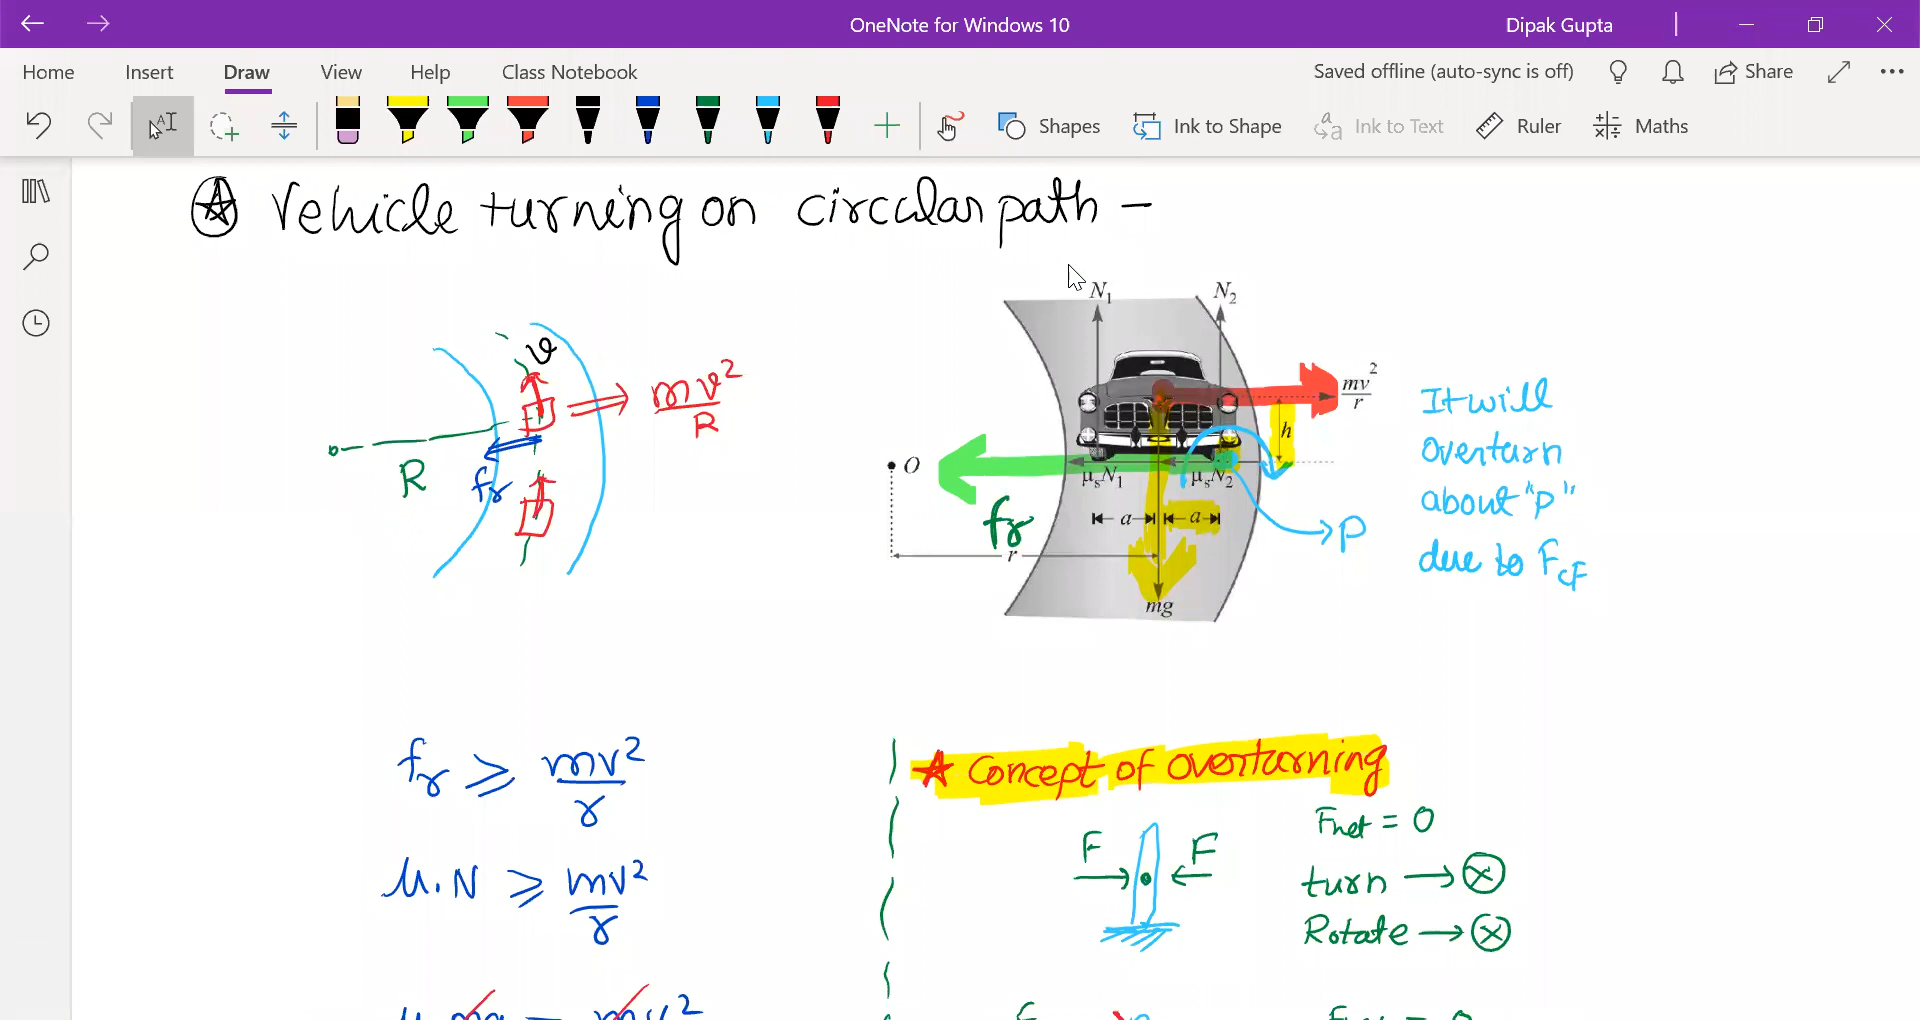 OneNote for Windows 10
Dipak Gupta
Home Insert Draw View Help Class Notebook
Saved offline (auto-sync is off) Share
Shapes Ink to Shape Ink to Text Ruler Maths
Vehicle turning on circular path -
N1 N2
v
mv²/R
R
fr
mv²/r
h
O
μsN1 μsN2
a a
r
mg
fr
P
It will
overturn
about "P"
due to FCF
fr ⩾ mv²/r
μ.N ⩾ mv²/r
★ Concept of overturning
F F
Fnet = 0
turn → ⊗
Rotate → ⊗